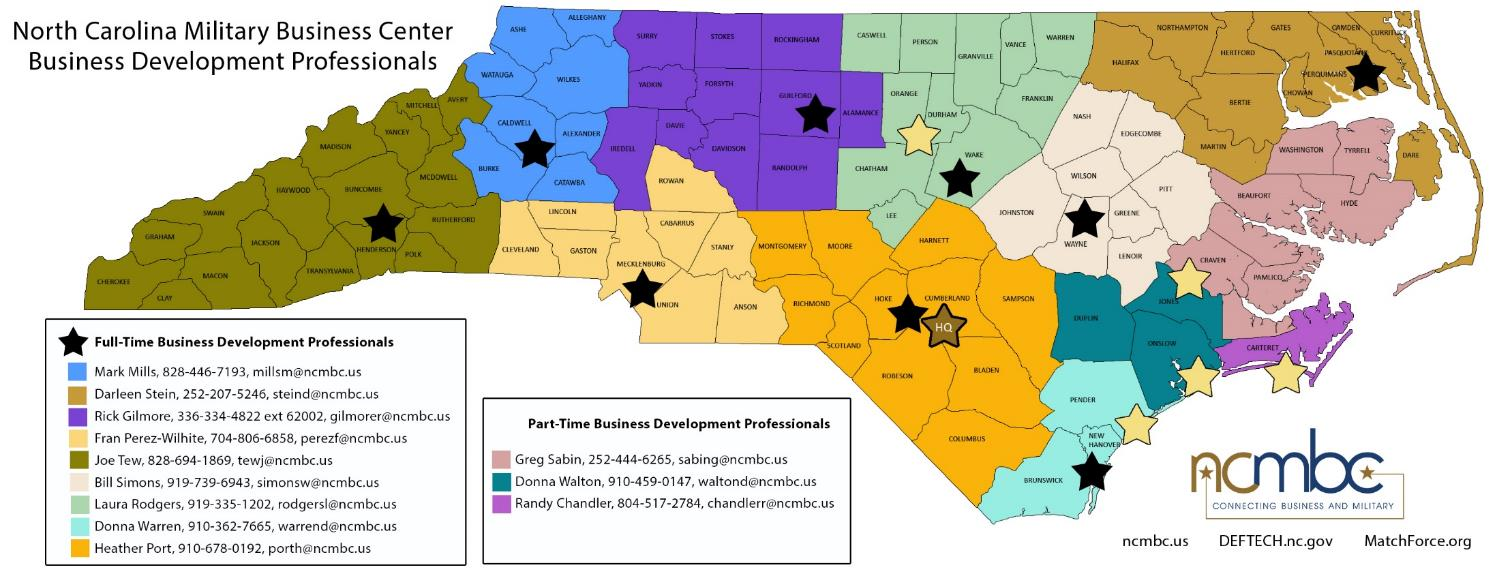 North Carolina Military Business Center
Business Development Professionals
ASHE
ALLEGHANY
WATAUGA
WILKES
CALDWELL
ALEXANDER
BURKE
CATAWBA
SURRY
STOKES
ROCKINGHAM
YADKIN
FORSYTH
GUILFORD
ALAMANCE
DAVIE
IREDELL
DAVIDSON
RANDOLPH
CASWELL
PERSON
GRANVILLE
VANCE
WARREN
ORANGE
DURHAM
FRANKLIN
CHATHAM
WAKE
LEE
NORTHAMPTON
GATES
CAMDEN
CURRITUCK
HALIFAX
HERTFORD
PASQUOTANK
PERQUIMANS
CHOWAN
BERTIE
MARTIN
DARE
NASH
EDGECOMBE
WILSON
PITT
JOHNSTON
GREENE
WAYNE
LENOIR
WASHINGTON
TYRRELL
BEAUFORT
HYDE
CRAVEN
PAMLICO
MITCHELL
AVERY
YANCEY
MADISON
MCDOWELL
HAYWOOD
BUNCOMBE
SWAIN
RUTHERFORD
GRAHAM
JACKSON
HENDERSON
POLK
CHEROKEE
MACON
TRANSYLVANIA
CLAY
ROWAN
LINCOLN
CABARRUS
CLEVELAND
GASTON
STANLY
MECKLENBURG
UNION
ANSON
MONTGOMERY
MOORE
HARNETT
RICHMOND
HOKE
CUMBERLAND
SAMPSON
HQ
SCOTLAND
ROBESON
BLADEN
COLUMBUS
DUPLIN
JONES
ONSLOW
CARTERET
PENDER
NEW
HANOVER
BRUNSWICK
Full-Time Business Development Professionals
Mark Mills, 828-446-7193, millsm@ncmbc.us
Darleen Stein, 252-207-5246, steind@ncmbc.us
Rick Gilmore, 336-334-4822 ext 62002, gilmorer@ncmbc.us
Fran Perez-Wilhite, 704-806-6858, perezf@ncmbc.us
Joe Tew, 828-694-1869, tewj@ncmbc.us
Bill Simons, 919-739-6943, simonsw@ncmbc.us
Laura Rodgers, 919-335-1202, rodgersl@ncmbc.us
Donna Warren, 910-362-7665, warrend@ncmbc.us
Heather Port, 910-678-0192, porth@ncmbc.us
Part-Time Business Development Professionals
Greg Sabin, 252-444-6265, sabing@ncmbc.us
Donna Walton, 910-459-0147, waltond@ncmbc.us
Randy Chandler, 804-517-2784, chandlerr@ncmbc.us
ncmbc
CONNECTING BUSINESS AND MILITARY
ncmbc.us DEFTECH.nc.gov MatchForce.org